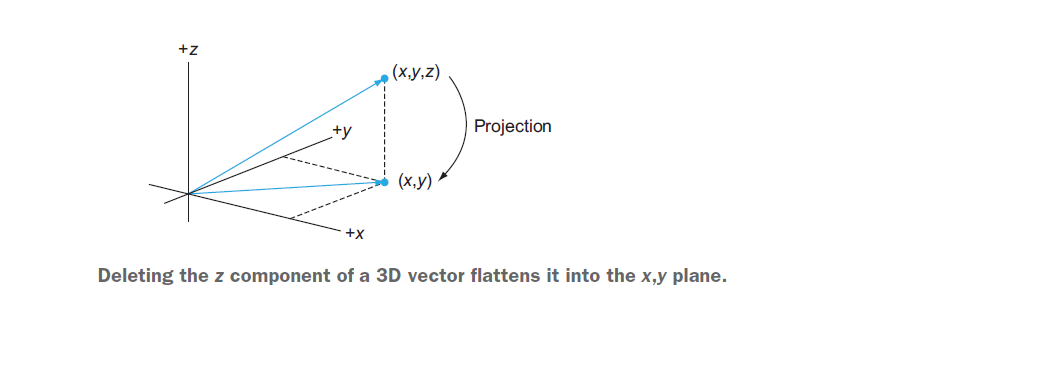 +z
(x,y,z)
+y
Projection
(x,y)
+x
Deleting the z component of a 3D vector flattens it into the x,y plane.